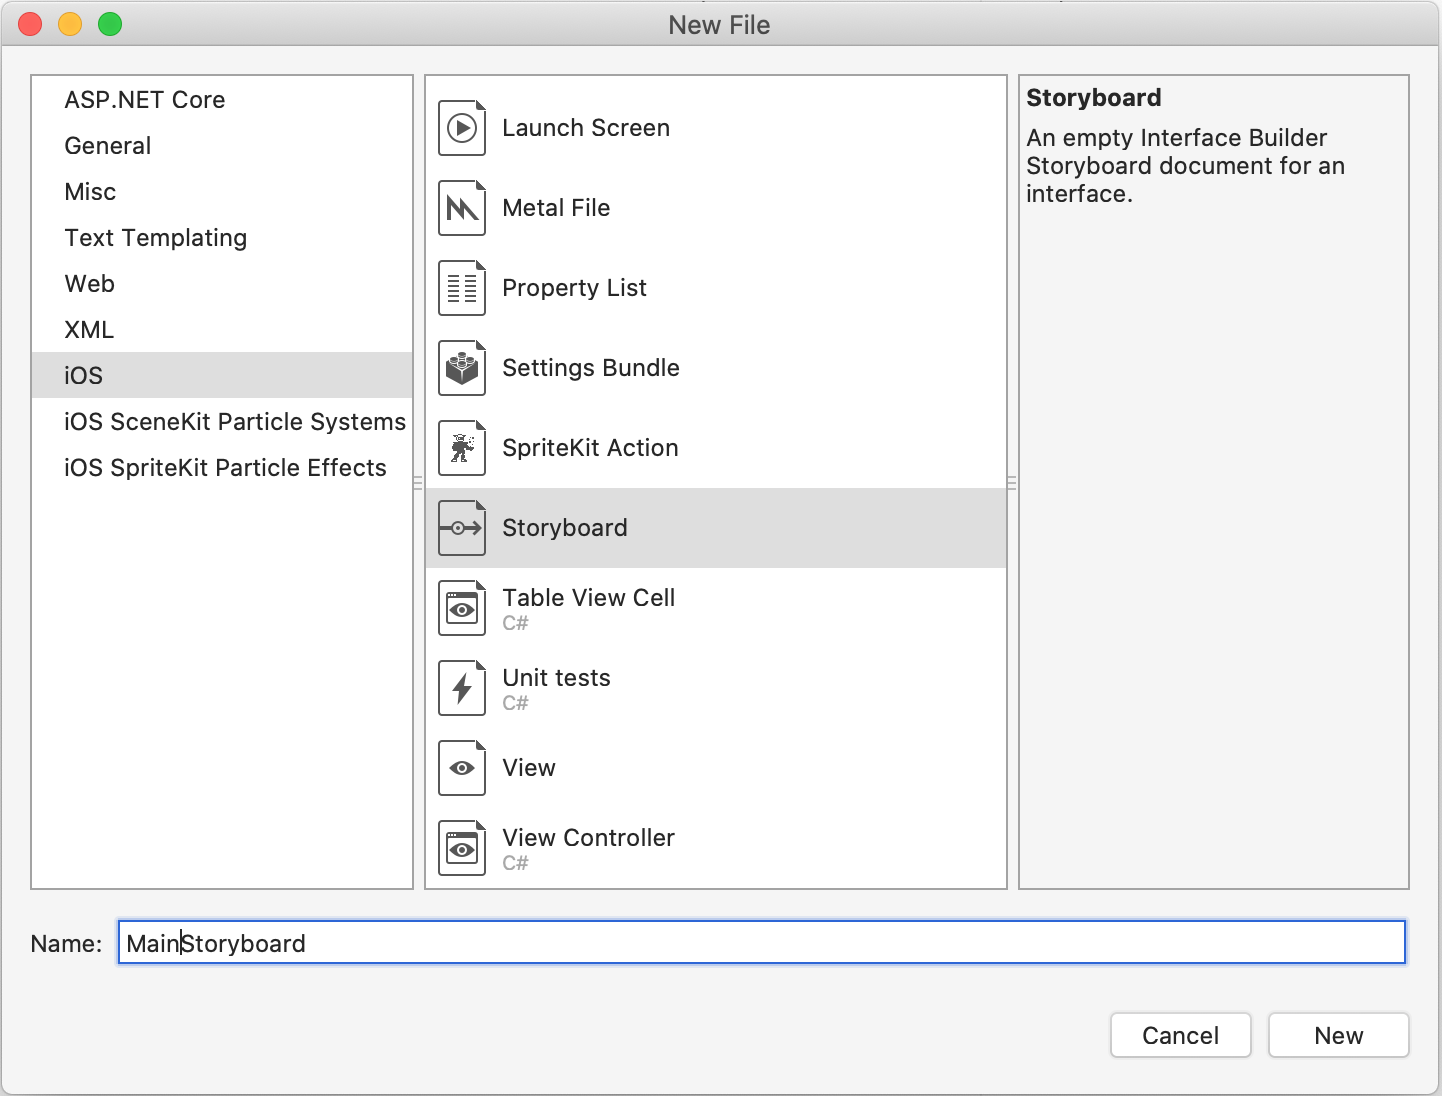 New File
ASP.NET Core
General
Misc
Text Templating
Web
XML
iOS
iOS SceneKit Particle Systems
iOS SpriteKit Particle Effects
Launch Screen
Metal File
Property List
Settings Bundle
SpriteKit Action
Storyboard
Table View Cell
C#
Unit tests
C#
View
View Controller
C#
Storyboard
An empty Interface Builder
Storyboard document for an
interface.
Name: MainStoryboard
Cancel New